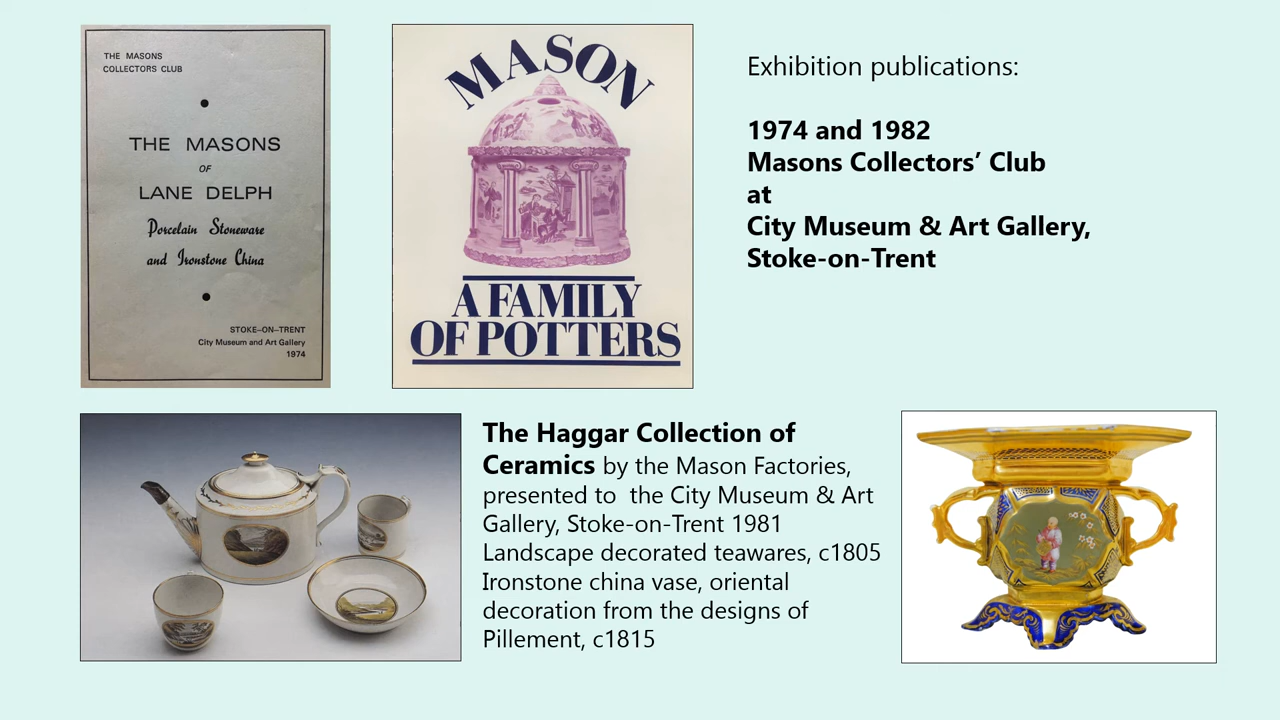 THE MASONS
COLLECTORS CLUB
THE MASONS
OF
LANE DELPH
Porcelain Stoneware
and Ironstone China
STOKE-ON-TRENT
City Museum and Art Gallery
1974
MASON
A FAMILY
OF POTTERS
Exhibition publications:
1974 and 1982
Masons Collectors’ Club
at
City Museum & Art Gallery,
Stoke-on-Trent
The Haggar Collection of
Ceramics by the Mason Factories,
presented to  the City Museum & Art
Gallery, Stoke-on-Trent 1981
Landscape decorated teawares, c1805
Ironstone china vase, oriental
decoration from the designs of
Pillement, c1815